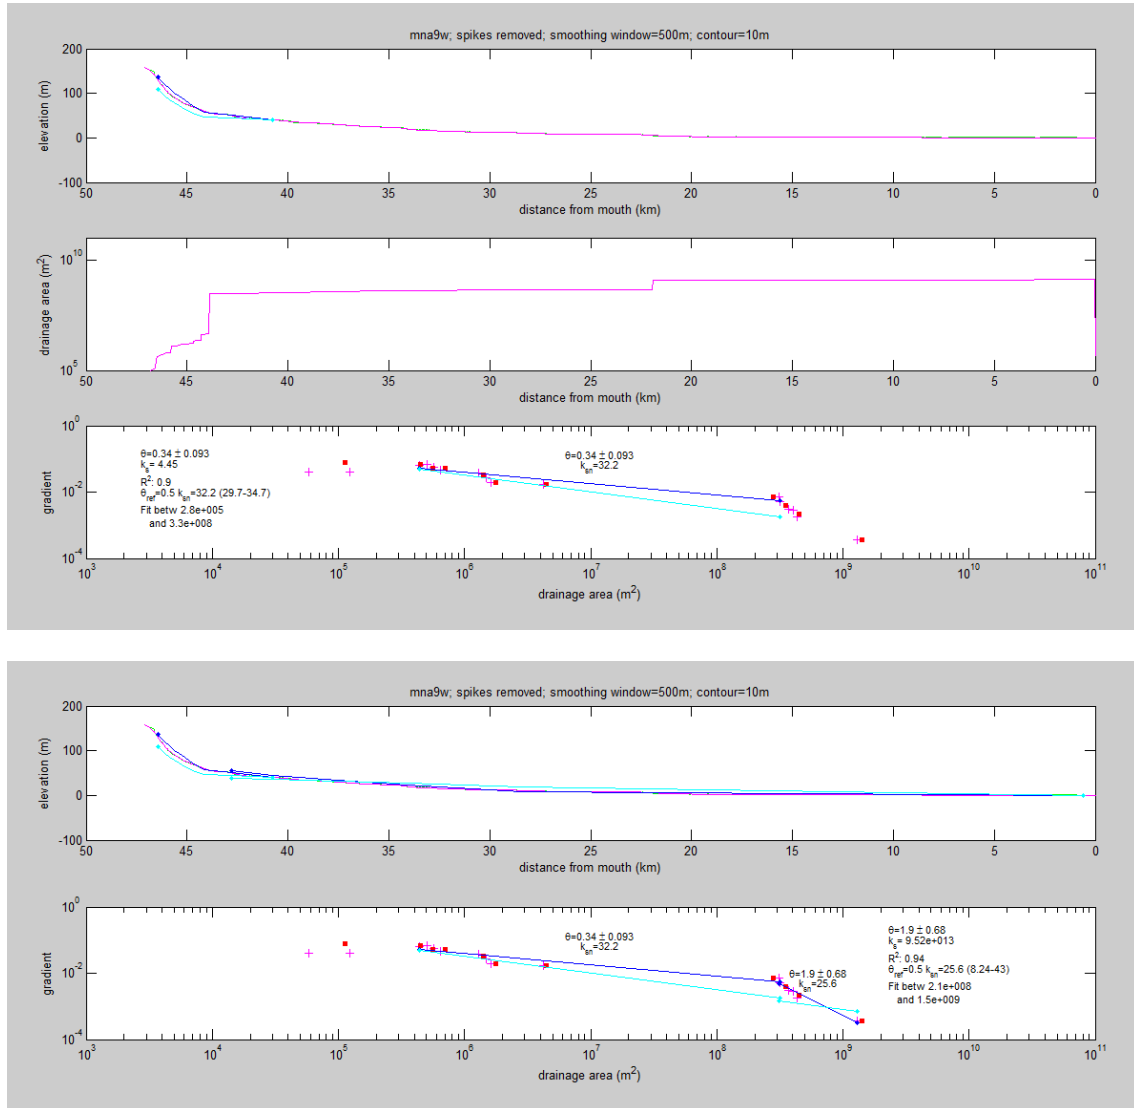 mna9w; spikes removed; smoothing window=500m; contour=10m
200
100
0
-100
elevation (m)
50 45 40 35 30 25 20 15 10 5 0
distance from mouth (km)
10^10
10^5
drainage area (m^2)
50 45 40 35 30 25 20 15 10 5 0
distance from mouth (km)
10^0
10^-2
10^-4
gradient
θ=0.34 ± 0.093
k_s= 4.45
R^2: 0.9
θ_ref=0.5 k_sn=32.2 (29.7-34.7)
Fit betw 2.8e+005
and 3.3e+008
θ=0.34 ± 0.093
k_sn=32.2
10^3 10^4 10^5 10^6 10^7 10^8 10^9 10^10 10^11
drainage area (m^2)
mna9w; spikes removed; smoothing window=500m; contour=10m
200
100
0
-100
elevation (m)
50 45 40 35 30 25 20 15 10 5 0
distance from mouth (km)
10^0
10^-2
10^-4
gradient
θ=0.34 ± 0.093
k_sn=32.2
θ=1.9 ± 0.68
k_sn=25.6
θ=1.9 ± 0.68
k_s= 9.52e+013
R^2: 0.94
θ_ref=0.5 k_sn=25.6 (8.24-43)
Fit betw 2.1e+008
and 1.5e+009
10^3 10^4 10^5 10^6 10^7 10^8 10^9 10^10 10^11
drainage area (m^2)